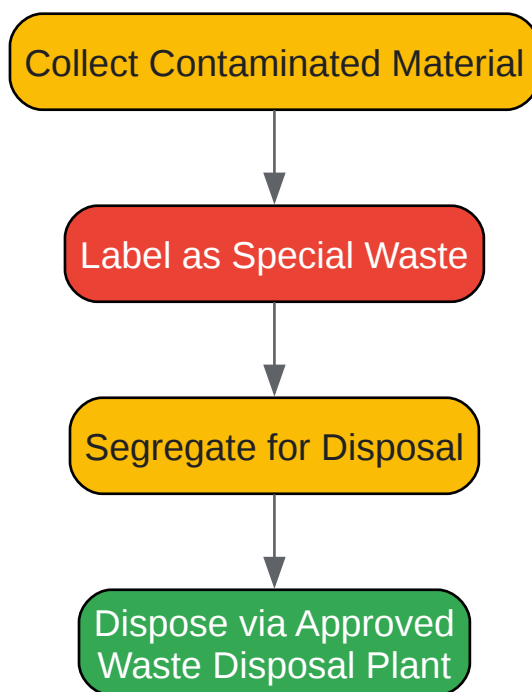 Collect Contaminated Material
Label as Special Waste
Segregate for Disposal
Dispose via Approved
Waste Disposal Plant